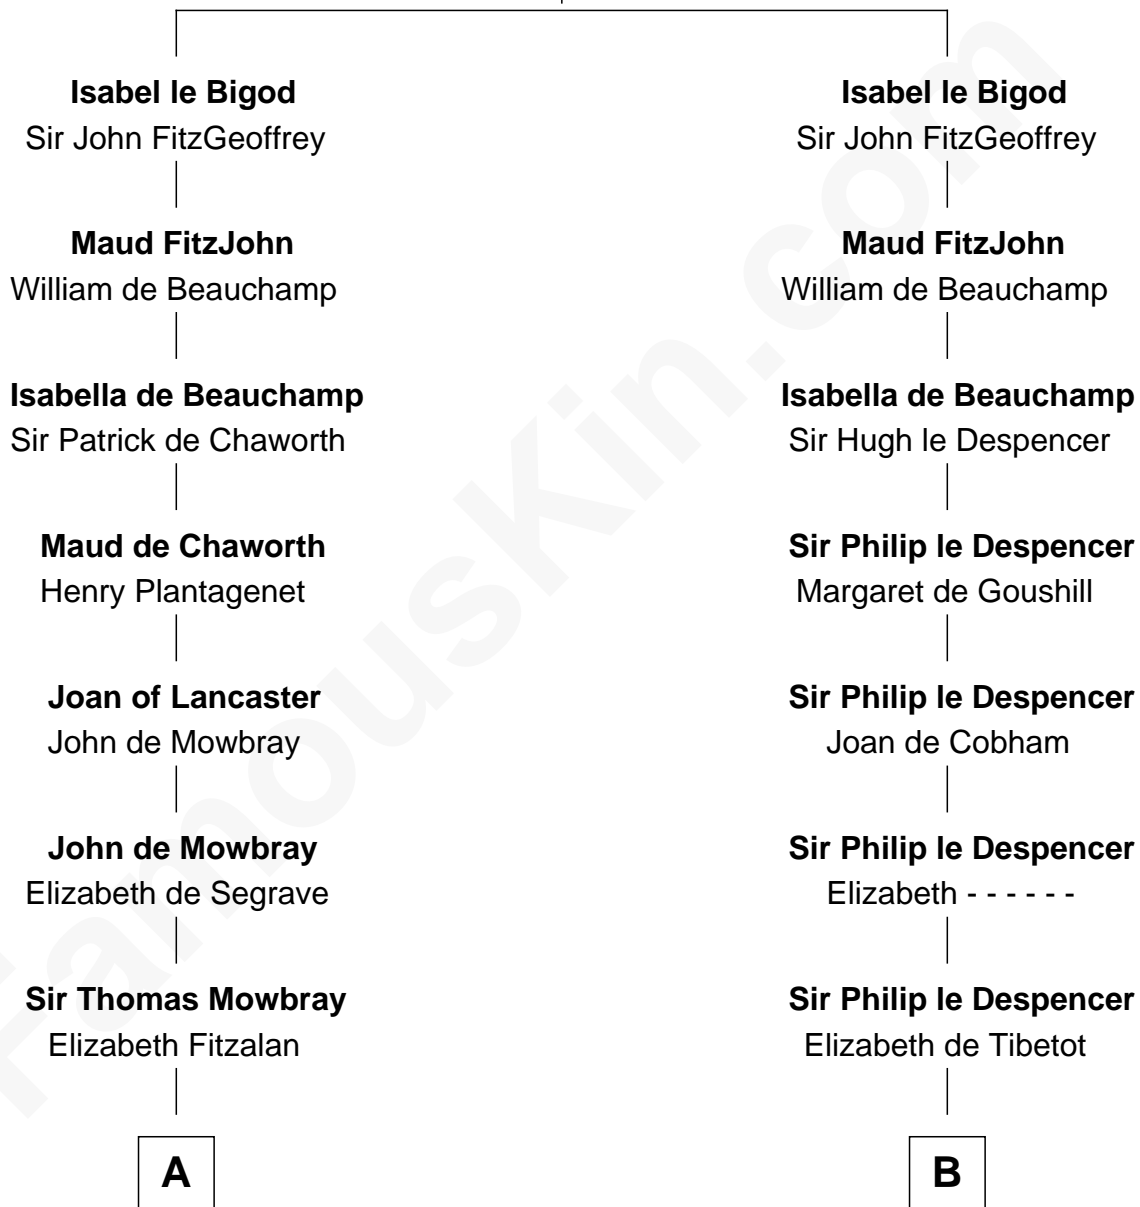 Isabel le Bigod
Sir John FitzGeoffrey
Maud FitzJohn
William de Beauchamp
Isabella de Beauchamp
Sir Patrick de Chaworth
Maud de Chaworth
Henry Plantagenet
Joan of Lancaster
John de Mowbray
John de Mowbray
Elizabeth de Segrave
Sir Thomas Mowbray
Elizabeth Fitzalan
A
Isabel le Bigod
Sir John FitzGeoffrey
Maud FitzJohn
William de Beauchamp
Isabella de Beauchamp
Sir Hugh le Despencer
Sir Philip le Despencer
Margaret de Goushill
Sir Philip le Despencer
Joan de Cobham
Sir Philip le Despencer
Elizabeth - - - - - -
Sir Philip le Despencer
Elizabeth de Tibetot
B
FamousKin.com